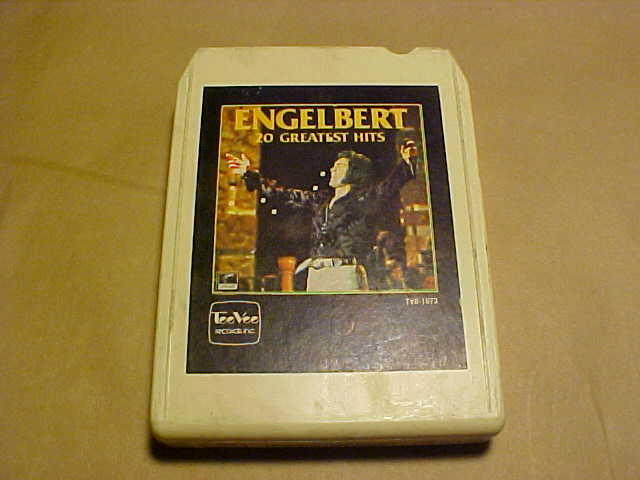 ENGELBERT
20 GREATEST HITS
TV8-1073
TeeVee
RECORDS, INC.